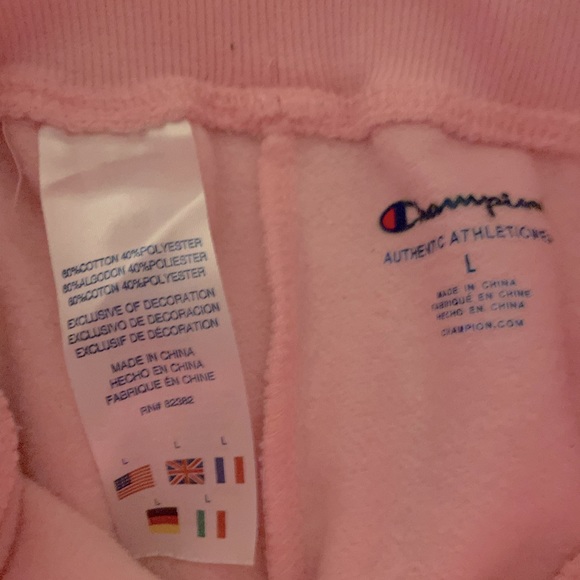 60%COTTON 40%POLYESTER
60%ALGODON 40%POLIESTER
60%COTON 40%POLYESTER
EXCLUSIVE OF DECORATION
EXCLUSIVO DE DECORACION
EXCLUSIF DE DÉCORATION
MADE IN CHINA
HECHO EN CHINA
FABRIQUE ÉN CHINE
RN# 82382
L L L
L L
Champion
AUTHENTIC ATHLETICWEAR
L
MADE IN CHINA
FABRIQUÉ EN CHINE
HECHO EN CHINA
CHAMPION.COM